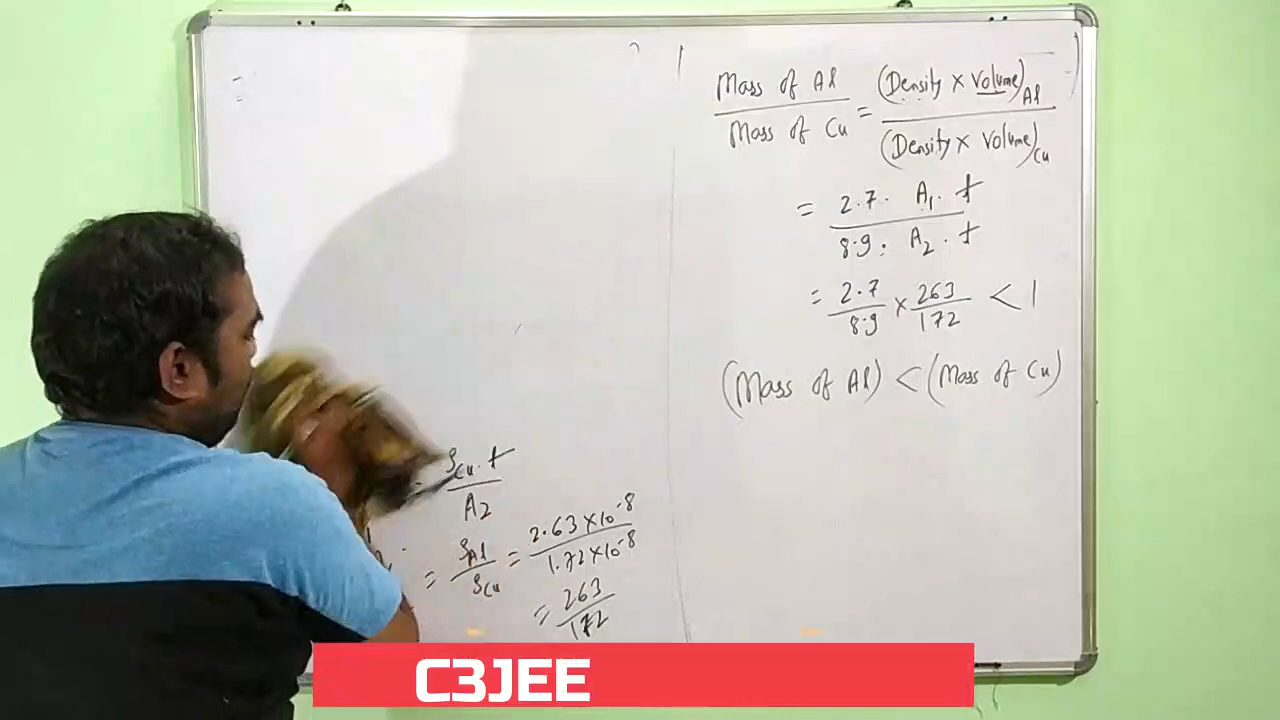 Mass of Al / Mass of Cu = (Density × Volume)Al / (Density × Volume)Cu
= 2.7 . A1 . t / 8.9 . A2 . t
= 2.7 / 8.9 × 263 / 172 < 1
(Mass of Al) < (Mass of Cu)
ρCu . t / A2
= ρAl / ρCu = 2.63 × 10^-8 / 1.72 × 10^-8
= 263 / 172
C3JEE